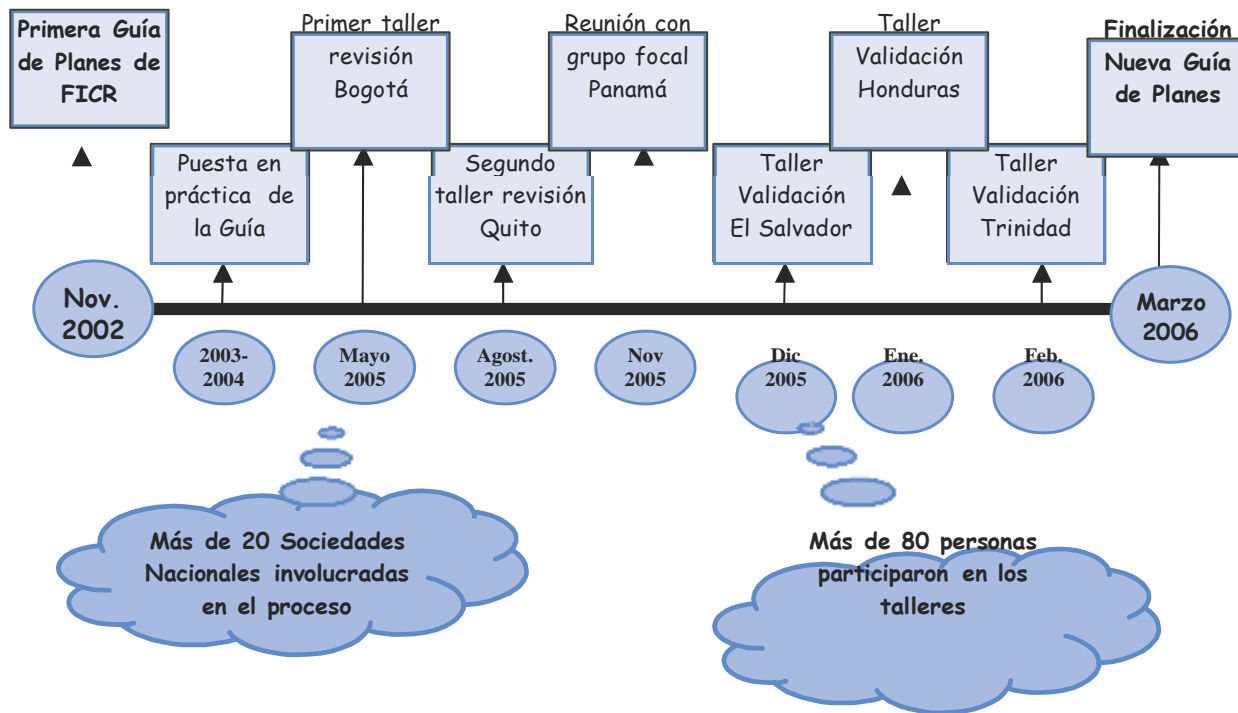 Primera Guía
de Planes de
FICR
Primer taller
revisión
Bogotá
Reunión con
grupo focal
Panamá
Taller
Validación
Honduras
Finalización
Nueva Guía
de Planes
Puesta en
práctica de
la Guía
Segundo
taller revisión
Quito
Taller
Validación
El Salvador
Taller
Validación
Trinidad
Nov.
2002
Marzo
2006
2003-
2004
Mayo
2005
Agost.
2005
Nov
2005
Dic
2005
Ene.
2006
Feb.
2006
Más de 20 Sociedades
Nacionales involucradas
en el proceso
Más de 80 personas
participaron en los
talleres